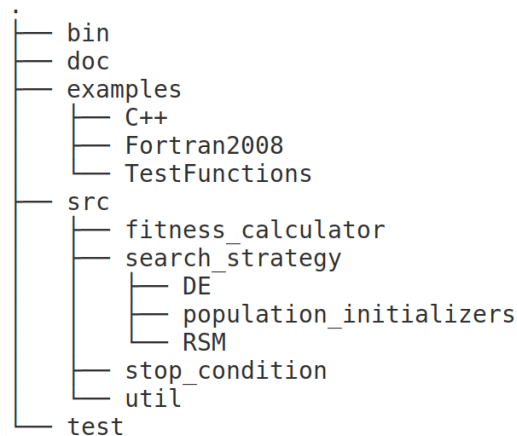 .
├── bin
├── doc
├── examples
│   ├── C++
│   ├── Fortran2008
│   └── TestFunctions
├── src
│   ├── fitness_calculator
│   ├── search_strategy
│   │   ├── DE
│   │   ├── population_initializers
│   │   └── RSM
│   ├── stop_condition
│   └── util
└── test